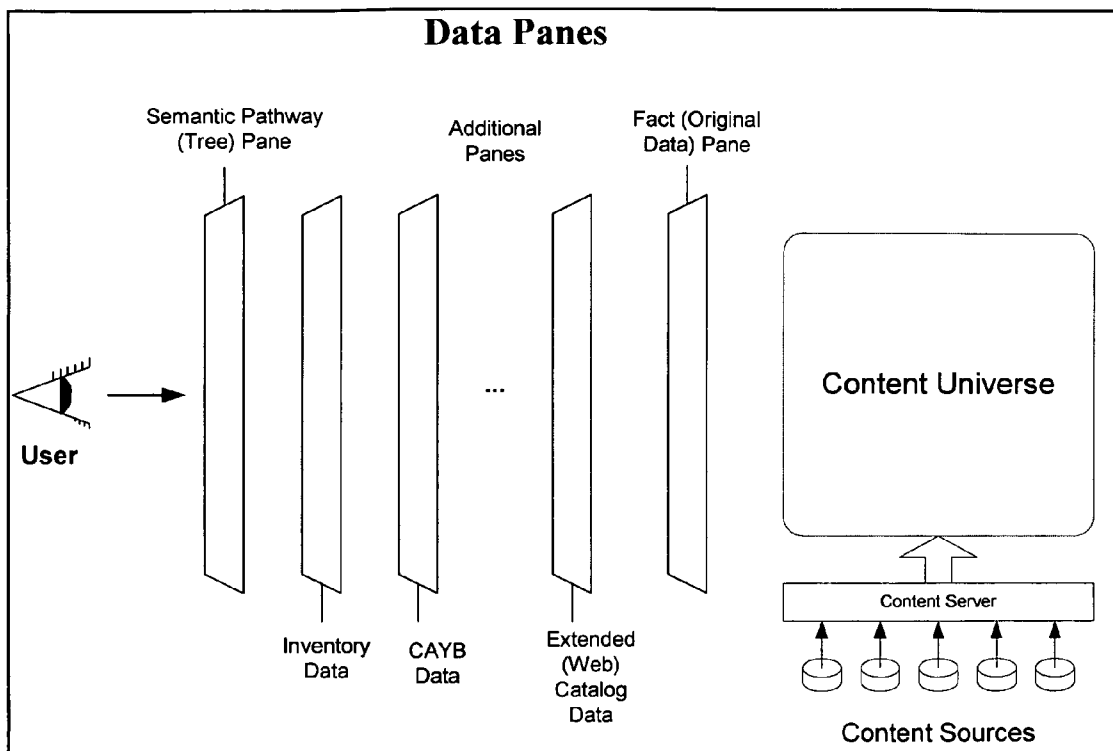 Data Panes
Semantic Pathway
(Tree) Pane
Additional
Panes
Fact (Original
Data) Pane
...
Content Universe
User
Content Server
Inventory
Data
CAYB
Data
Extended
(Web)
Catalog
Data
Content Sources